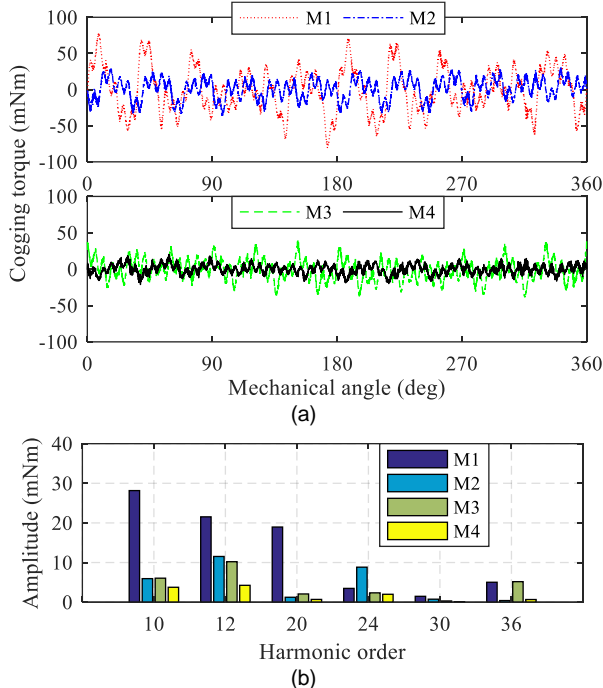 M1 M2
100
50
0
-50
-100
0 90 180 270 360
M3 M4
100
50
0
-50
-100
0 90 180 270 360
Cogging torque (mNm)
Mechanical angle (deg)
(a)
40
30
20
10
0
Amplitude (mNm)
M1
M2
M3
M4
10 12 20 24 30 36
Harmonic order
(b)